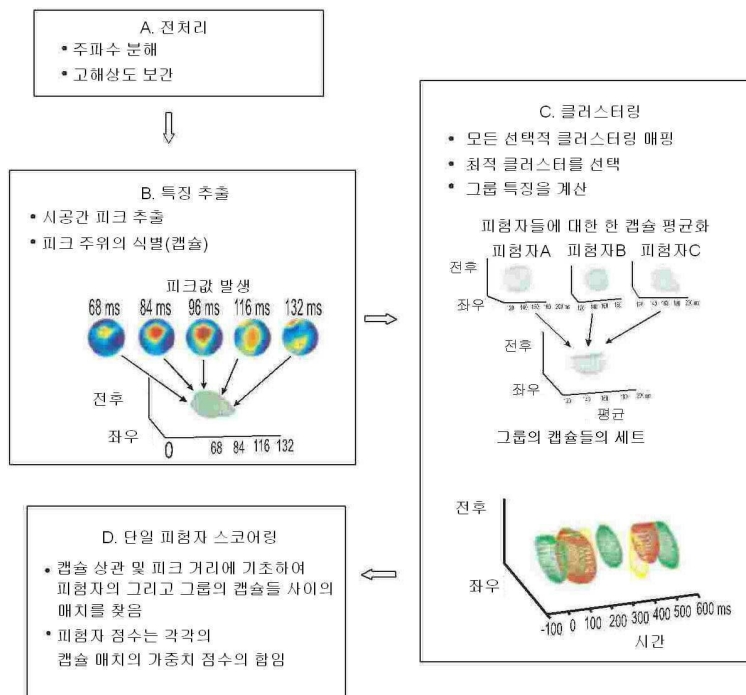 A. 전처리
• 주파수 분해
• 고해상도 보간
B. 특징 추출
• 시공간 피크 추출
• 피크 주위의 식별(캡슐)
피크값 발생
68 ms 84 ms 96 ms 116 ms 132 ms
전후
좌우
0 68 84 116 132
C. 클러스터링
• 모든 선택적 클러스터링 매핑
• 최적 클러스터를 선택
• 그룹 특징을 계산
피험자들에 대한 한 캡슐 평균화
피험자A 피험자B 피험자C
전후
좌우
전후
좌우
평균
그룹의 캡슐들의 세트
전후
좌우
-100 0 100 200 300 400 500 600 ms
시간
D. 단일 피험자 스코어링
• 캡슐 상관 및 피크 거리에 기초하여
피험자의 그리고 그룹의 캡슐들 사이의
매치를 찾음
• 피험자 점수는 각각의
캡슐 매치의 가중치 점수의 합임